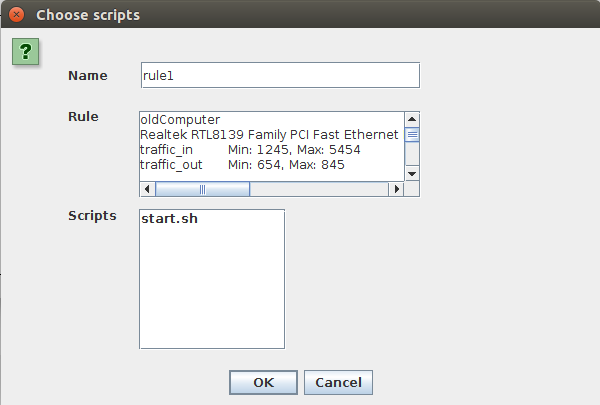 Choose scripts
?
Name rule1
Rule oldComputer
Realtek RTL8139 Family PCI Fast Ethernet
traffic_in Min: 1245, Max: 5454
traffic_out Min: 654, Max: 845
Scripts start.sh
OK Cancel